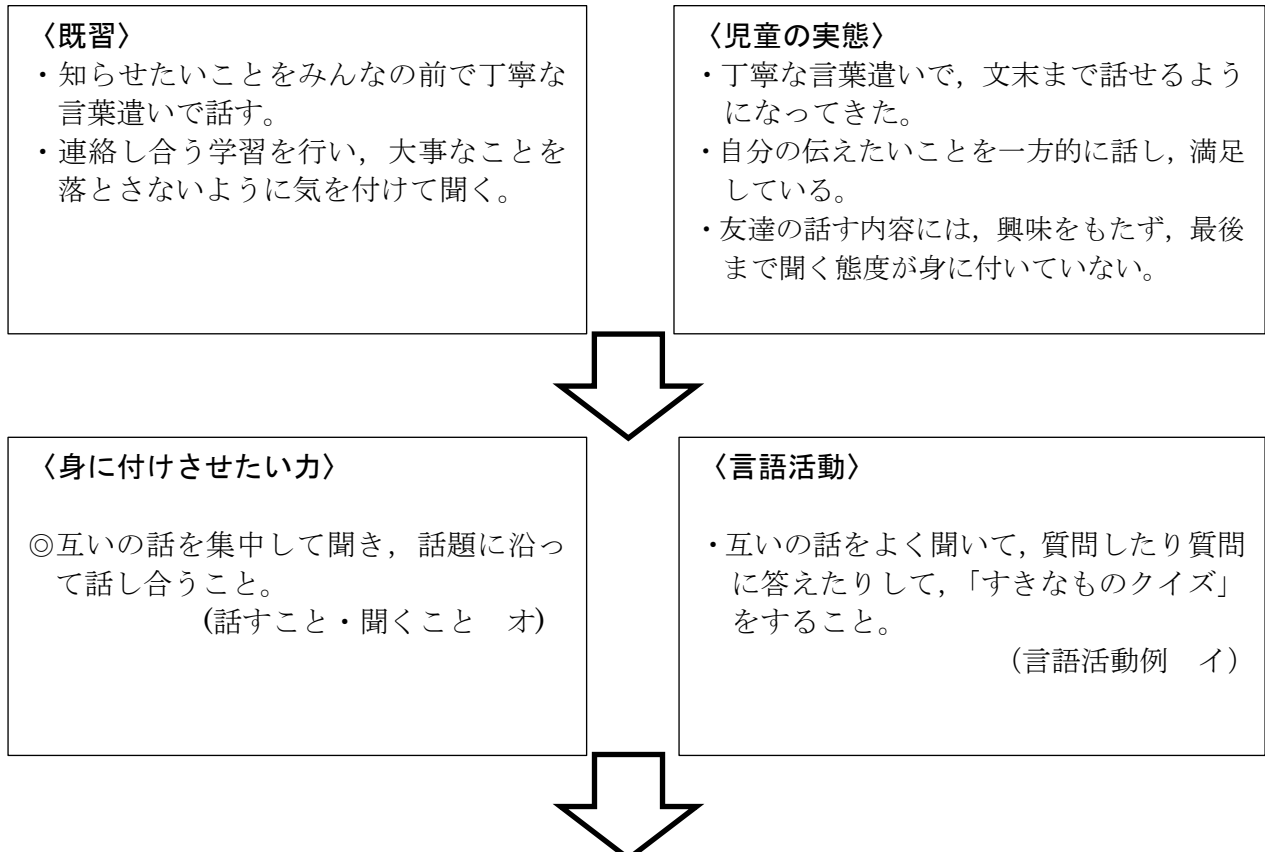 〈既習〉
・知らせたいことをみんなの前で丁寧な
言葉遣いで話す。
・連絡し合う学習を行い，大事なことを
落とさないように気を付けて聞く。
〈児童の実態〉
・丁寧な言葉遣いで，文末まで話せるよう
になってきた。
・自分の伝えたいことを一方的に話し，満足
している。
・友達の話す内容には，興味をもたず，最後
まで聞く態度が身に付いていない。
〈身に付けさせたい力〉
◎互いの話を集中して聞き，話題に沿っ
て話し合うこと。
(話すこと・聞くこと　オ)
〈言語活動〉
・互いの話をよく聞いて，質問したり質問
に答えたりして，「すきなものクイズ」
をすること。
（言語活動例　イ）